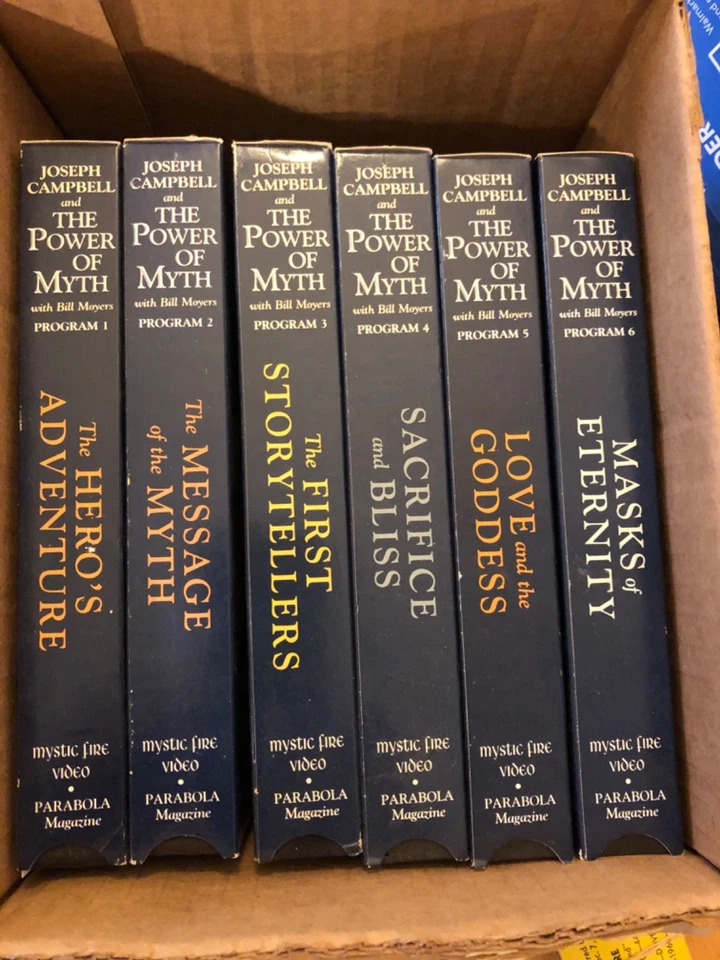 JOSEPH
CAMPBELL
and
THE
POWER
OF
MYTH
with Bill Moyers
PROGRAM 1
The HERO'S
ADVENTURE
mystic fire
video
•
PARABOLA
Magazine
JOSEPH
CAMPBELL
and
THE
POWER
OF
MYTH
with Bill Moyers
PROGRAM 2
The MESSAGE
of the MYTH
mystic fire
video
•
PARABOLA
Magazine
JOSEPH
CAMPBELL
and
THE
POWER
OF
MYTH
with Bill Moyers
PROGRAM 3
The FIRST
STORYTELLERS
mystic fire
video
•
PARABOLA
Magazine
JOSEPH
CAMPBELL
and
THE
POWER
OF
MYTH
with Bill Moyers
PROGRAM 4
SACRIFICE
and BLISS
mystic fire
video
•
PARABOLA
Magazine
JOSEPH
CAMPBELL
and
THE
POWER
OF
MYTH
with Bill Moyers
PROGRAM 5
LOVE and the
GODDESS
mystic fire
video
•
PARABOLA
Magazine
JOSEPH
CAMPBELL
and
THE
POWER
OF
MYTH
with Bill Moyers
PROGRAM 6
MASKS of
ETERNITY
mystic fire
video
•
PARABOLA
Magazine
Walmar
DER